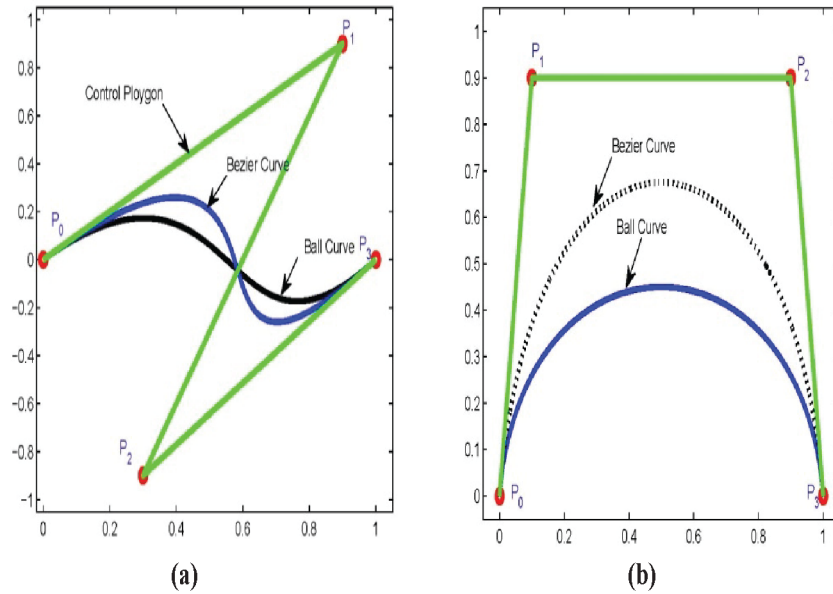 1
0.8
0.6
0.4
0.2
0
−0.2
−0.4
−0.6
−0.8
−1
0 0.2 0.4 0.6 0.8 1
P1
Control Ploygon
Bezier Curve
P0
Ball Curve
P3
P2
(a)
1
0.9
0.8
0.7
0.6
0.5
0.4
0.3
0.2
0.1
0
0 0.2 0.4 0.6 0.8 1
P1
P2
Bezier Curve
Ball Curve
P0
P3
(b)